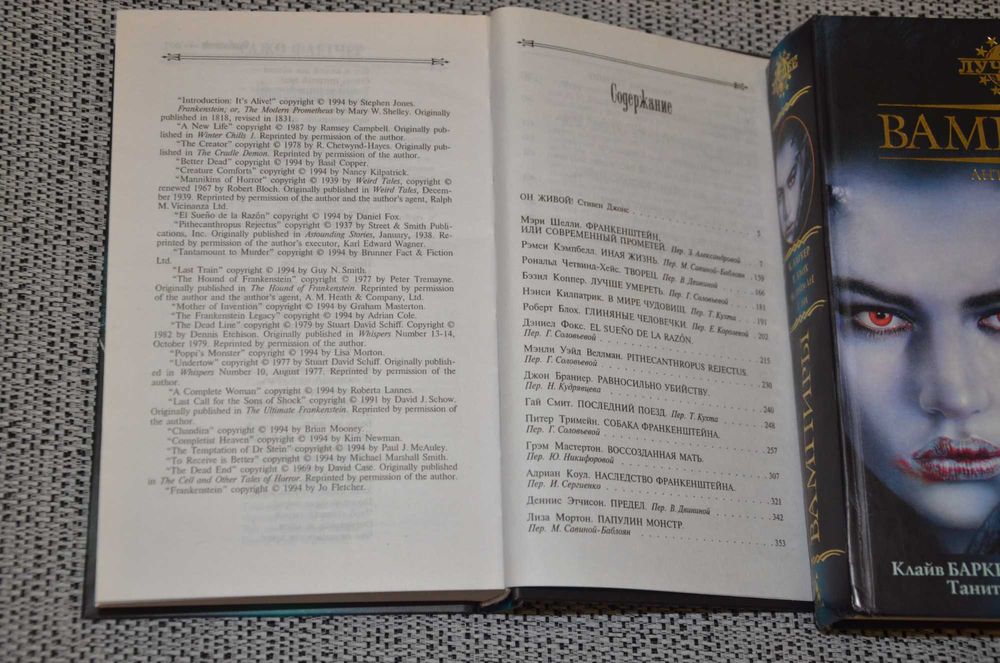 "Introduction: It's Alive!" copyright © 1994 by Stephen Jones.
Frankenstein; or, The Modern Prometheus by Mary W. Shelley. Originally
published in 1818, revised in 1831.
"A New Life" copyright © 1987 by Ramsey Campbell. Originally pub-
lished in Winter Chills 1. Reprinted by permission of the author.
"The Creator" copyright © 1978 by R. Chetwynd-Hayes. Originally pub-
lished in The Cradle Demon. Reprinted by permission of the author.
"Better Dead" copyright © 1994 by Basil Copper.
"Creature Comforts" copyright © 1994 by Nancy Kilpatrick.
"Mannikins of Horror" copyright © 1939 by Weird Tales, copyright ©
renewed 1967 by Robert Bloch. Originally published in Weird Tales, Decem-
ber 1939. Reprinted by permission of the author and the author's agent, Ralph
M. Vicinanza Ltd.
"El Sueño de la Razón" copyright © 1994 by Daniel Fox.
"Pithecanthropus Rejectus" copyright © 1937 by Street & Smith Publica-
tions, Inc. Originally published in Astounding Stories, January, 1938. Re-
printed by permission of the author's executor, Karl Edward Wagner.
"Tantamount to Murder" copyright © 1994 by Brunner Fact & Fiction
Ltd.
"Last Train" copyright © 1994 by Guy N. Smith.
"The Hound of Frankenstein" copyright © 1977 by Peter Tremayne.
Originally published in The Hound of Frankenstein. Reprinted by permission
of the author and the author's agent, A. M. Heath & Company, Ltd.
"Mother of Invention" copyright © 1994 by Graham Masterton.
"The Frankenstein Legacy" copyright © 1994 by Adrian Cole.
"The Dead Line" copyright © 1979 by Stuart David Schiff. Copyright ©
1982 by Dennis Etchison. Originally published in Whispers Number 13–14,
October 1979. Reprinted by permission of the author.
"Poppi's Monster" copyright © 1994 by Lisa Morton.
"Undertow" copyright © 1977 by Stuart David Schiff. Originally publish-
ed in Whispers Number 10, August 1977. Reprinted by permission of the
author.
"A Complete Woman" copyright © 1994 by Roberta Lannes.
"Last Call for the Sons of Shock" copyright © 1991 by David J. Schow.
Originally published in The Ultimate Frankenstein. Reprinted by permission of
the author.
"Chandira" copyright © 1994 by Brian Mooney.
"Completist Heaven" copyright © 1994 by Kim Newman.
"The Temptation of Dr Stein" copyright © 1994 by Paul J. McAuley.
"To Receive is Better" copyright © 1994 by Michael Marshall Smith.
"The Dead End" copyright © 1969 by David Case. Originally published
in The Cell and Other Tales of Horror. Reprinted by permission of the author.
"Frankenstein" copyright © 1994 by Jo Fletcher.
Содержание
ОН ЖИВОЙ! Стивен Джонс 5
Мэри Шелли. ФРАНКЕНШТЕЙН,
ИЛИ СОВРЕМЕННЫЙ ПРОМЕТЕЙ. Пер. З. Александровой 7
Рэмси Кэмпбелл. ИНАЯ ЖИЗНЬ. Пер. М. Савиной-Баблоян 159
Рональд Четвинд-Хейс. ТВОРЕЦ. Пер. В. Двининой 166
Бэзил Коппер. ЛУЧШЕ УМЕРЕТЬ. Пер. Г. Соловьевой 181
Нэнси Килпатрик. В МИРЕ ЧУДОВИЩ. Пер. Т. Кухта 191
Роберт Блох. ГЛИНЯНЫЕ ЧЕЛОВЕЧКИ. Пер. Е. Королевой 202
Дэниел Фокс. EL SUEÑO DE LA RAZÓN.
Пер. Г. Соловьевой 215
Мэнли Уэйд Веллман. PITHECANTHROPUS REJECTUS.
Пер. Г. Соловьевой 230
Джон Браннер. РАВНОСИЛЬНО УБИЙСТВУ.
Пер. Н. Кудрявцева 240
Гай Смит. ПОСЛЕДНИЙ ПОЕЗД. Пер. Т. Кухта 248
Питер Тримейн. СОБАКА ФРАНКЕНШТЕЙНА.
Пер. Г. Соловьевой 257
Грэм Мастертон. ВОССОЗДАННАЯ МАТЬ.
Пер. Ю. Никифоровой 307
Адриан Коул. НАСЛЕДСТВО ФРАНКЕНШТЕЙНА.
Пер. И. Сергиенко 321
Деннис Этчисон. ПРЕДЕЛ. Пер. В. Двининой 342
Лиза Мортон. ПАПУЛИН МОНСТР.
Пер. М. Савиной-Баблоян 353
ВАМПИРЫ
ЛУЧ
ВАМП
АНТ
Клайв БАРК
Танит